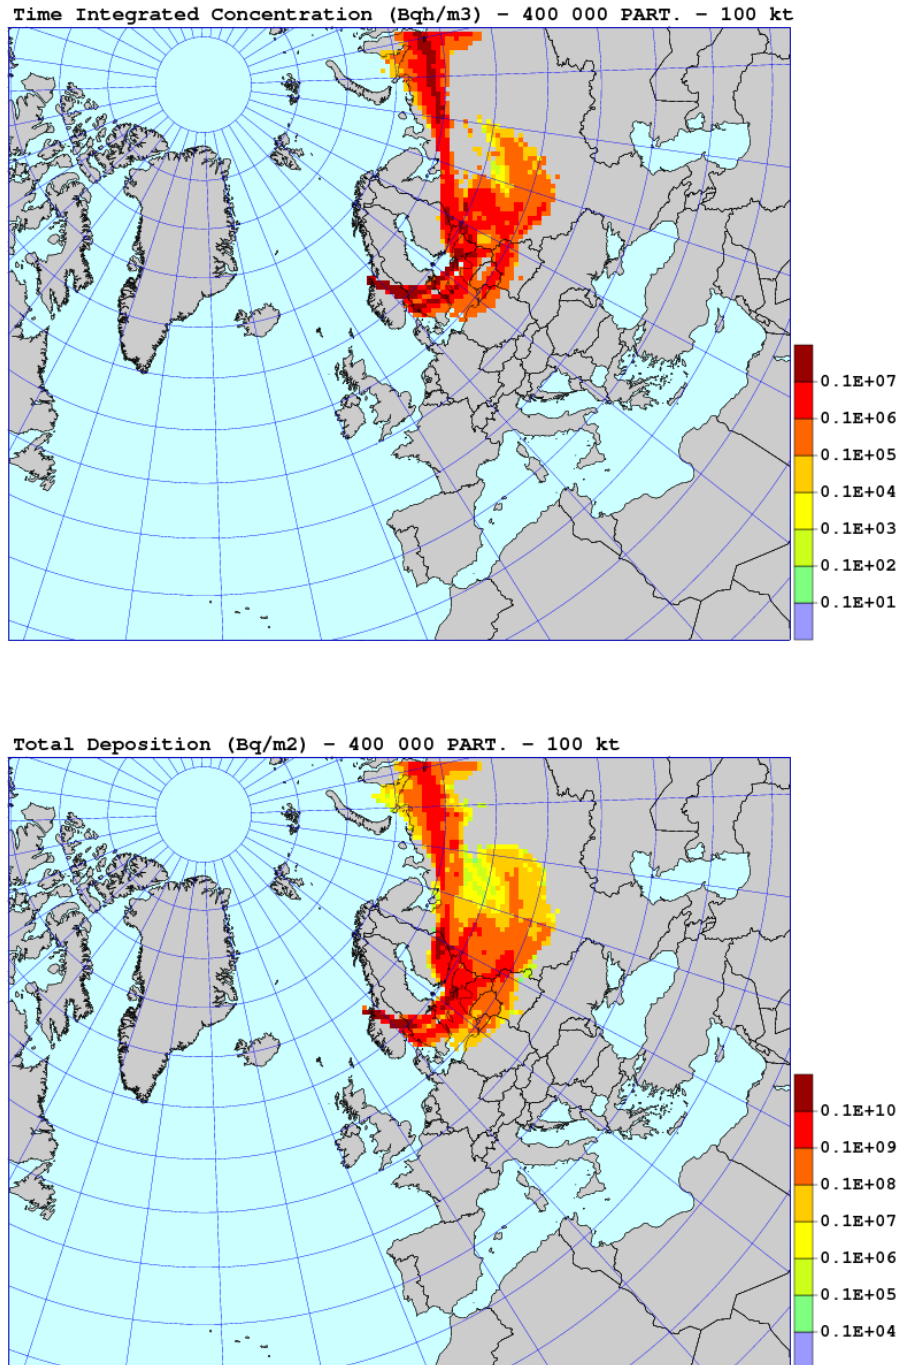 Time Integrated Concentration (Bqh/m3) – 400 000 PART. – 100 kt
0.1E+07
0.1E+06
0.1E+05
0.1E+04
0.1E+03
0.1E+02
0.1E+01
Total Deposition (Bq/m2) – 400 000 PART. – 100 kt
0.1E+10
0.1E+09
0.1E+08
0.1E+07
0.1E+06
0.1E+05
0.1E+04